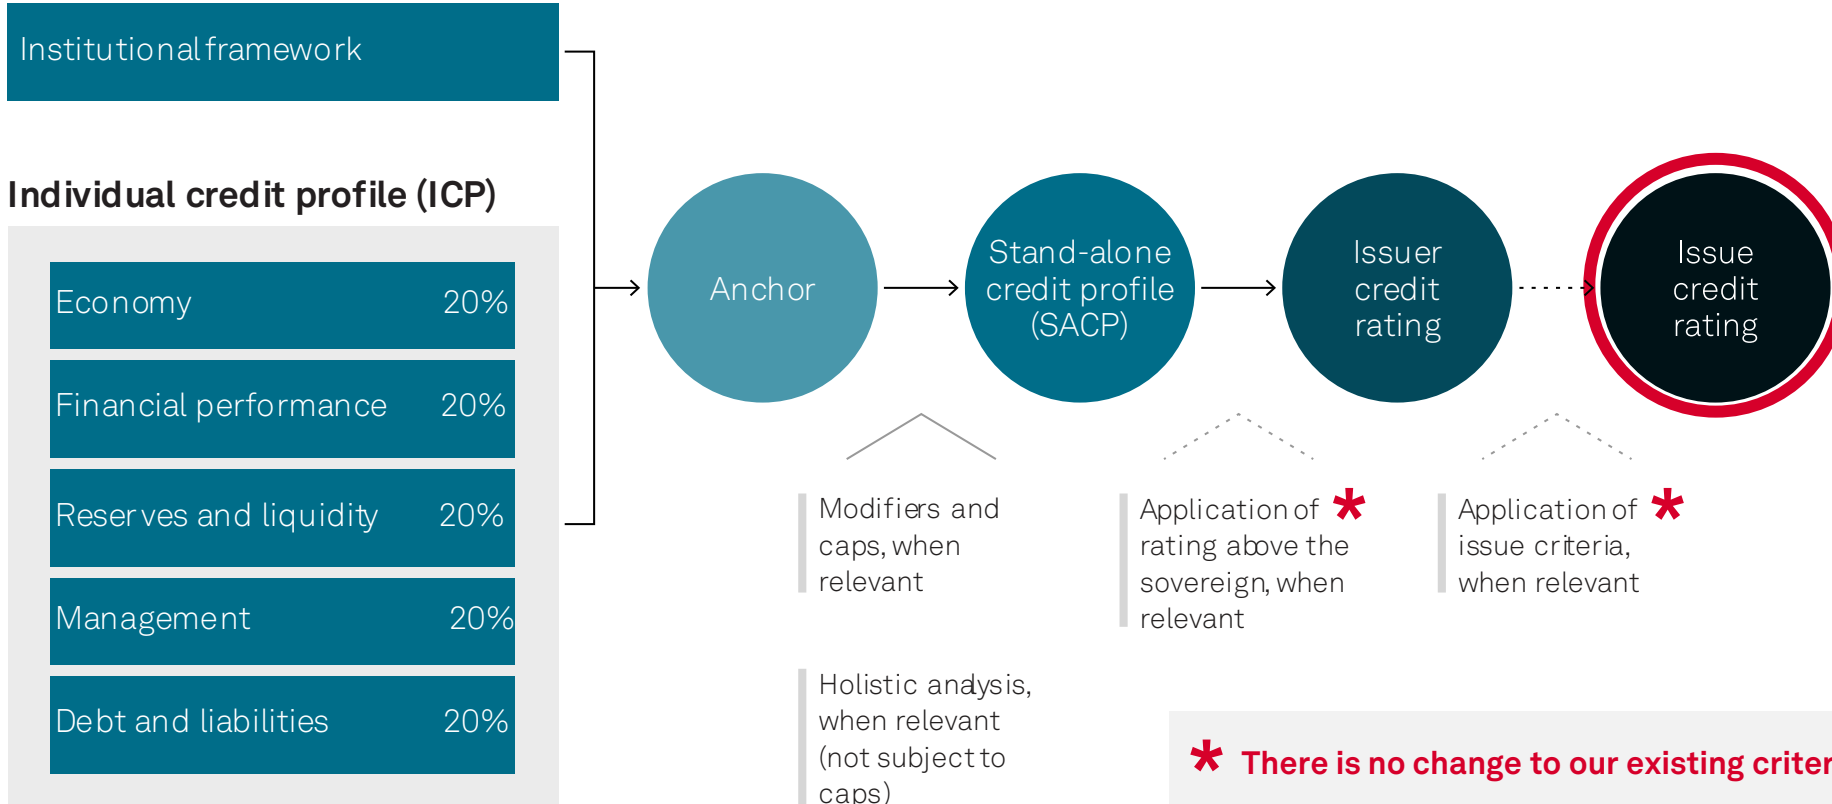 Institutional framework
Individual credit profile (ICP)
Economy 20%
Financial performance 20%
Reserves and liquidity 20%
Management 20%
Debt and liabilities 20%
Anchor
Stand-alone
credit profile
(SACP)
Issuer
credit
rating
Issue
credit
rating
Modifiers and
caps, when
relevant
Holistic analysis,
when relevant
(not subject to
caps)
Application of *
rating above the
sovereign, when
relevant
Application of *
issue criteria,
when relevant
* There is no change to our existing criter